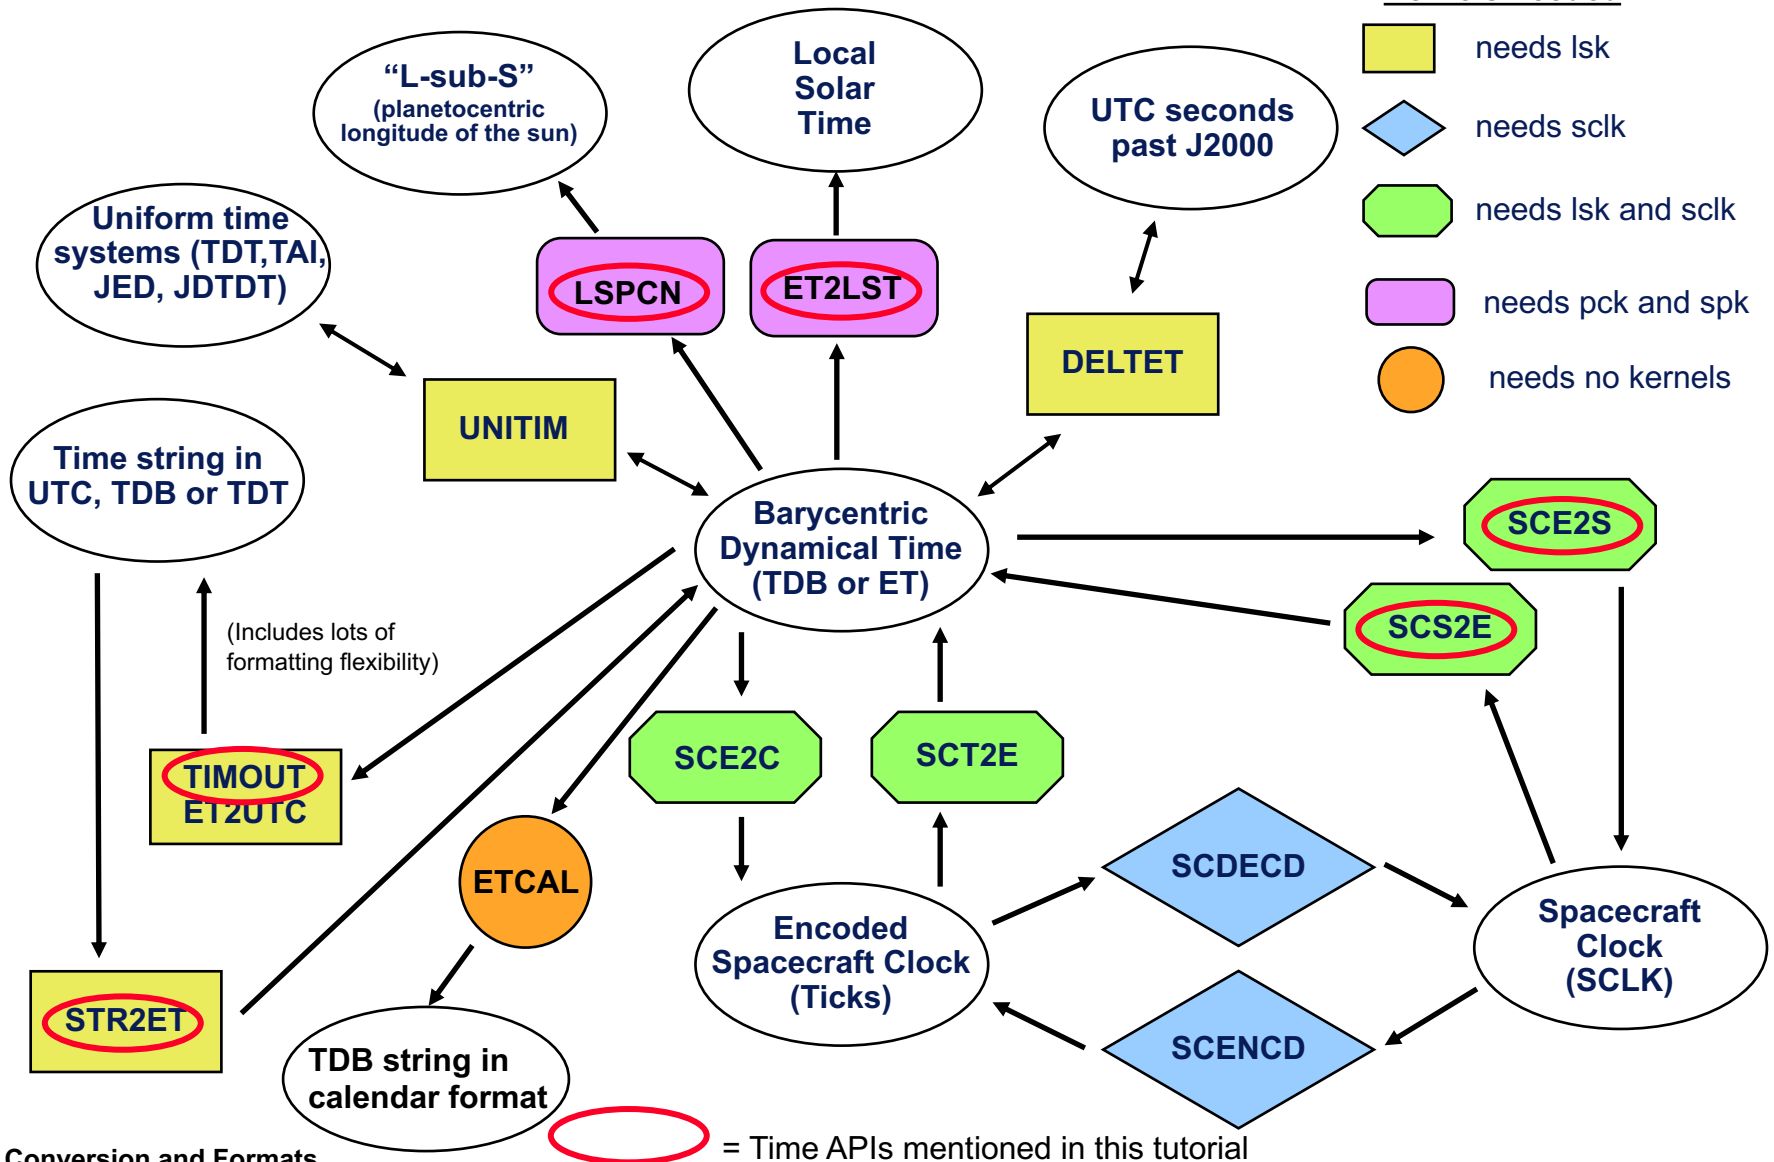 needs lsk
needs sclk
needs lsk and sclk
needs pck and spk
needs no kernels
“L-sub-S”
(planetocentric
longitude of the sun)
Local
Solar
Time
UTC seconds
past J2000
Uniform time
systems (TDT,TAI,
JED, JDTDT)
LSPCN
ET2LST
DELTET
UNITIM
Time string in
UTC, TDB or TDT
Barycentric
Dynamical Time
(TDB or ET)
SCE2S
SCS2E
(Includes lots of
formatting flexibility)
TIMOUT
ET2UTC
SCE2C
SCT2E
ETCAL
SCDECD
Encoded
Spacecraft Clock
(Ticks)
Spacecraft
Clock
(SCLK)
STR2ET
SCENCD
TDB string in
calendar format
= Time APIs mentioned in this tutorial
Conversion and Formats